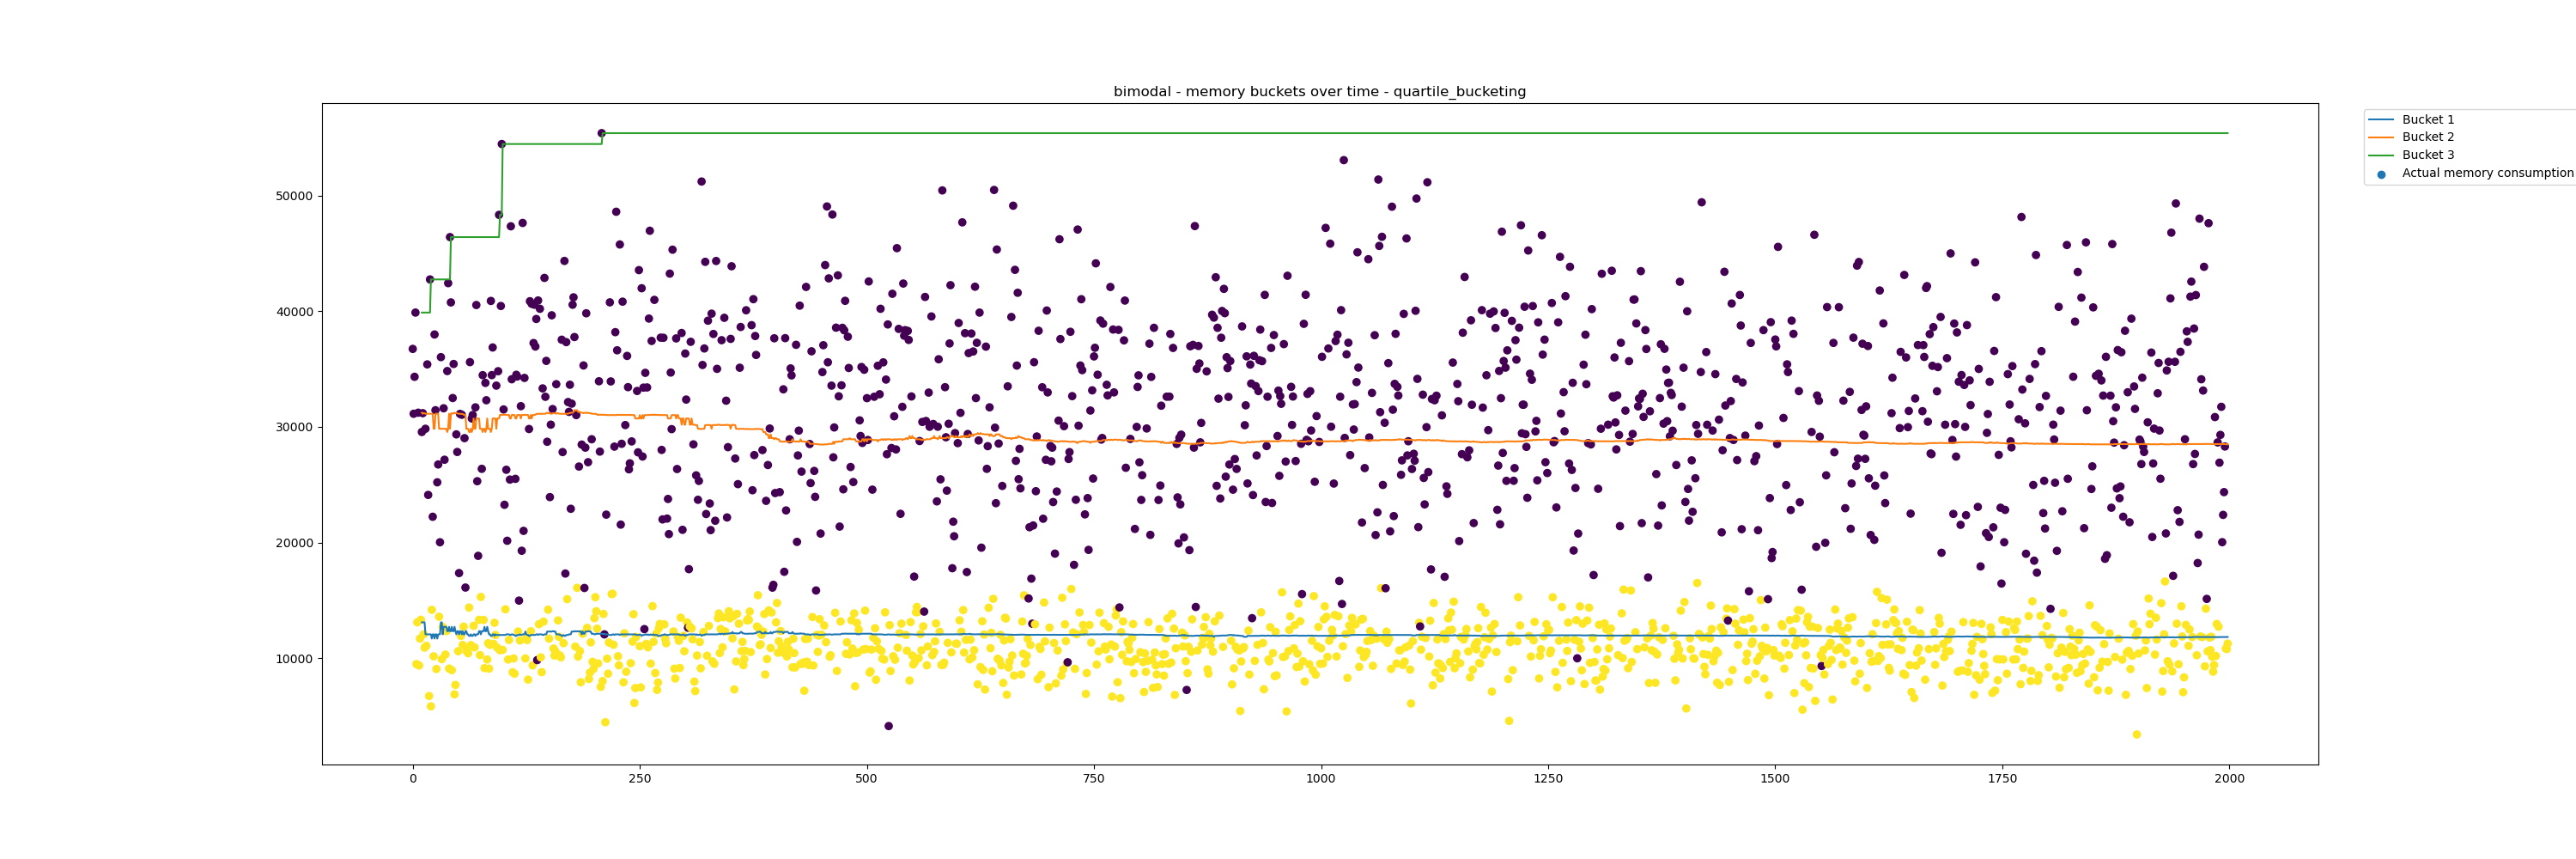 bimodal - memory buckets over time - quartile_bucketing
Bucket 1
Bucket 2
Bucket 3
Actual memory consumption
50000
40000
30000
20000
10000
0 250 500 750 1000 1250 1500 1750 2000